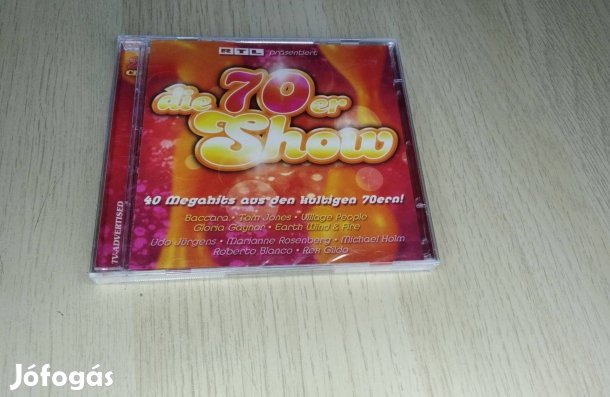 RTL präsentiert
die 70er
Show
40 Megahits aus den kultigen 70ern!
Baccara • Tom Jones • Village People
Gloria Gaynor • Earth Wind & Fire
Udo Jürgens • Marianne Rosenberg • Michael Holm
Roberto Blanco • Rex Gildo
TV-ADVERTISED
CD
Jófogás